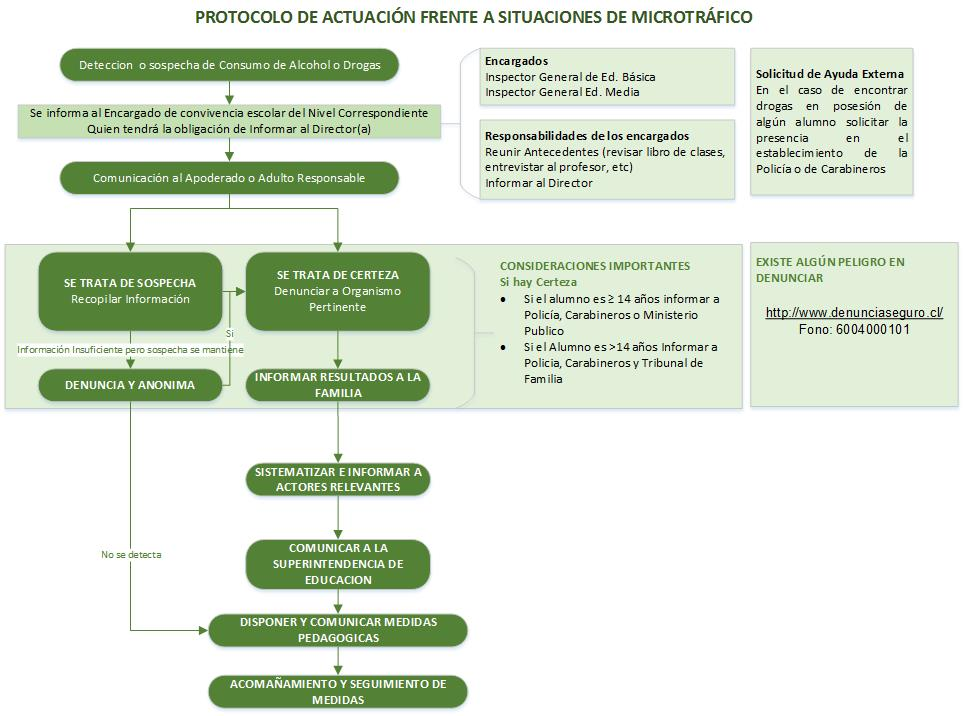 PROTOCOLO DE ACTUACIÓN FRENTE A SITUACIONES DE MICROTRÁFICO
Deteccion o sospecha de Consumo de Alcohol o Drogas
Se informa al Encargado de convivencia escolar del Nivel Correspondiente
Quien tendrá la obligación de Informar al Director(a)
Comunicación al Apoderado o Adulto Responsable
Encargados
Inspector General de Ed. Básica
Inspector General Ed. Media
Responsabilidades de los encargados
Reunir Antecedentes (revisar libro de clases,
entrevistar al profesor, etc)
Informar al Director
Solicitud de Ayuda Externa
En el caso de encontrar
drogas en posesión de
algún alumno solicitar la
presencia en el
establecimiento de la
Policía o de Carabineros
SE TRATA DE SOSPECHA
Recopilar Información
SE TRATA DE CERTEZA
Denunciar a Organismo
Pertinente
Si
Información Insuficiente pero sospecha se mantiene
DENUNCIA Y ANONIMA
INFORMAR RESULTADOS A LA
FAMILIA
CONSIDERACIONES IMPORTANTES
Si hay Certeza
• Si el alumno es ≥ 14 años informar a
Policía, Carabineros o Ministerio
Publico
• Si el Alumno es >14 años Informar a
Policia, Carabineros y Tribunal de
Familia
EXISTE ALGÚN PELIGRO EN
DENUNCIAR
http://www.denunciaseguro.cl/
Fono: 6004000101
SISTEMATIZAR E INFORMAR A
ACTORES RELEVANTES
No se detecta
COMUNICAR A LA
SUPERINTENDENCIA DE
EDUCACION
DISPONER Y COMUNICAR MEDIDAS
PEDAGOGICAS
ACOMAÑAMIENTO Y SEGUIMIENTO DE
MEDIDAS